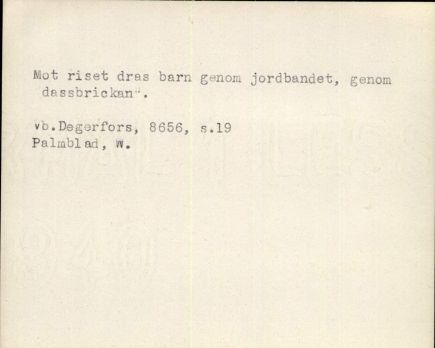 Mot riset dras barn genom jordbandet, genom
dassbrickan".
vb.Degerfors, 8656, s.19
Palmblad, W.